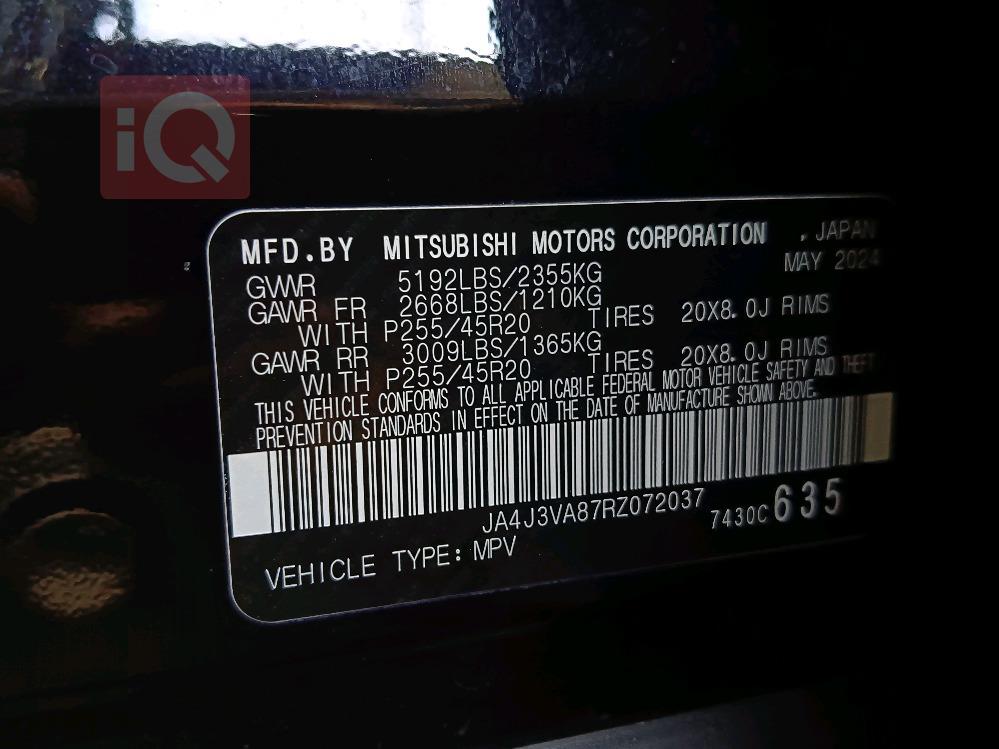 iQ
MFD.BY MITSUBISHI MOTORS CORPORATION , JAPAN
GVWR 5192LBS/2355KG MAY 2024
GAWR FR 2668LBS/1210KG
WITH P255/45R20 TIRES 20X8.0J RIMS
GAWR RR 3009LBS/1365KG
WITH P255/45R20 TIRES 20X8.0J RIMS
THIS VEHICLE CONFORMS TO ALL APPLICABLE FEDERAL MOTOR VEHICLE SAFETY AND THEFT
PREVENTION STANDARDS IN EFFECT ON THE DATE OF MANUFACTURE SHOWN ABOVE.
JA4J3VA87RZ072037 7430C 635
VEHICLE TYPE: MPV